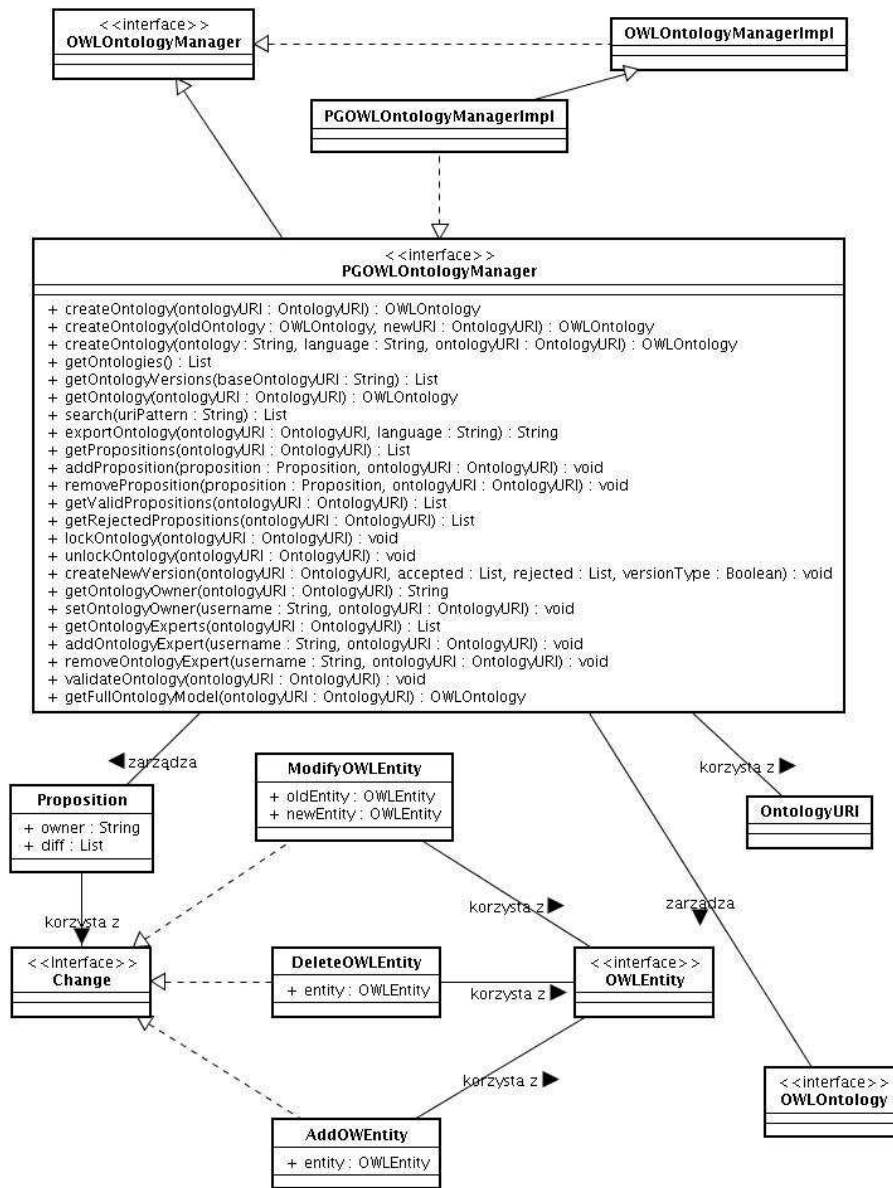 <<interface>>
OWLOntologyManager
OWLOntologyManagerImpl
PGOWLOntologyManagerImpl
<<interface>>
PGOWLOntologyManager
+ createOntology(ontologyURI : OntologyURI) : OWLOntology
+ createOntology(oldOntology : OWLOntology, newURI : OntologyURI) : OWLOntology
+ createOntology(ontology : String, language : String, ontologyURI : OntologyURI) : OWLOntology
+ getOntologies() : List
+ getOntologyVersions(baseOntologyURI : String) : List
+ getOntology(ontologyURI : OntologyURI) : OWLOntology
+ search(uriPattern : String) : List
+ exportOntology(ontologyURI : OntologyURI, language : String) : String
+ getPropositions(ontologyURI : OntologyURI) : List
+ addProposition(proposition : Proposition, ontologyURI : OntologyURI) : void
+ removeProposition(proposition : Proposition, ontologyURI : OntologyURI) : void
+ getValidPropositions(ontologyURI : OntologyURI) : List
+ getRejectedPropositions(ontologyURI : OntologyURI) : List
+ lockOntology(ontologyURI : OntologyURI) : void
+ unlockOntology(ontologyURI : OntologyURI) : void
+ createNewVersion(ontologyURI : OntologyURI, accepted : List, rejected : List, versionType : Boolean) : void
+ getOntologyOwner(ontologyURI : OntologyURI) : String
+ setOntologyOwner(username : String, ontologyURI : OntologyURI) : void
+ getOntologyExperts(ontologyURI : OntologyURI) : List
+ addOntologyExpert(username : String, ontologyURI : OntologyURI) : void
+ removeOntologyExpert(username : String, ontologyURI : OntologyURI) : void
+ validateOntology(ontologyURI : OntologyURI) : void
+ getFullOntologyModel(ontologyURI : OntologyURI) : OWLOntology
zarządza
korzysta z
Proposition
+ owner : String
+ diff : List
ModifyOWLEntity
+ oldEntity : OWLEntity
+ newEntity : OWLEntity
OntologyURI
korzysta z
korzysta z
zarządza
<<Interface>>
Change
DeleteOWLEntity
+ entity : OWLEntity
korzysta z
<<interface>>
OWLEntity
korzysta z
<<interface>>
OWLOntology
AddOWEntity
+ entity : OWLEntity